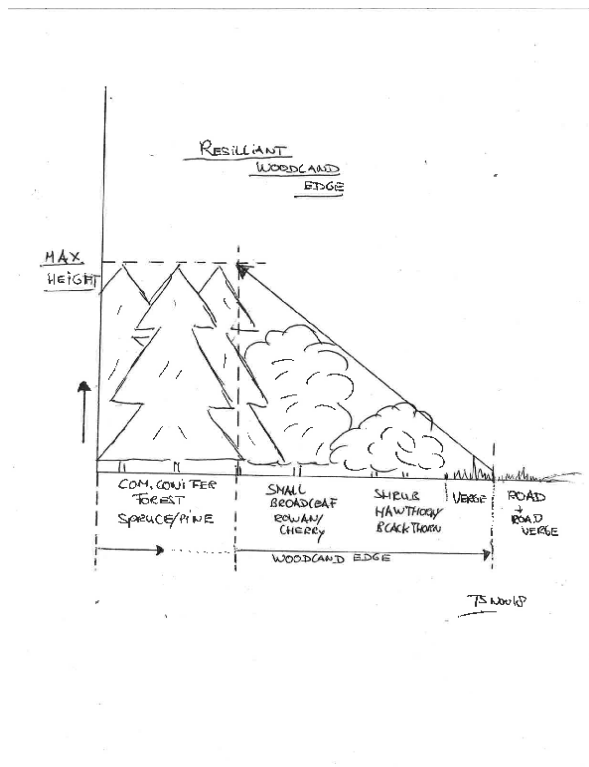 RESILLIANT
WOODLAND
EDGE
MAX
HEIGHT
COM. CONIFER
FOREST
SPRUCE/PINE
SMALL
BROADLEAF
ROWAN/
CHERRY
SHRUB
HAWTHORN/
BLACKTHORN
VERGE
ROAD
+ ROAD
VERGE
WOODLAND EDGE